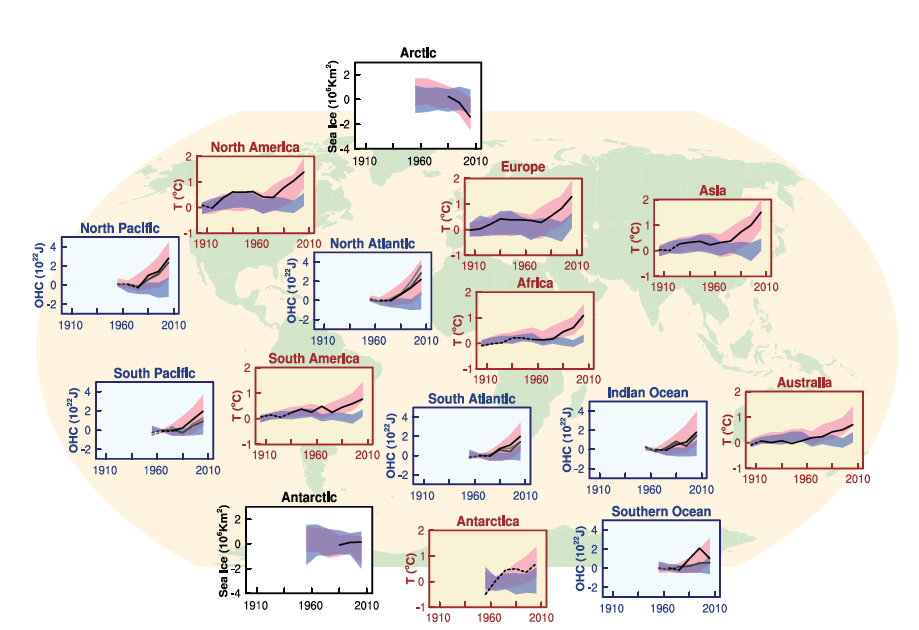 Arctic
Sea Ice (10⁶Km²)
2
0
-2
-4
1910 1960 2010
North America
T (°C)
2
1
0
-1
1910 1960 2010
Europe
T (°C)
2
1
0
-1
1910 1960 2010
Asia
T (°C)
2
1
0
-1
1910 1960 2010
North Pacific
OHC (10²²J)
4
2
0
-2
1910 1960 2010
North Atlantic
OHC (10²²J)
4
2
0
-2
1910 1960 2010
Africa
T (°C)
2
1
0
-1
1910 1960 2010
South Pacific
OHC (10²²J)
4
2
0
-2
1910 1960 2010
South America
T (°C)
2
1
0
-1
1910 1960 2010
South Atlantic
OHC (10²²J)
4
2
0
-2
1910 1960 2010
Indian Ocean
OHC (10²²J)
4
2
0
-2
1910 1960 2010
Australia
T (°C)
2
1
0
-1
1910 1960 2010
Antarctic
Sea Ice (10⁶Km²)
2
0
-2
-4
1910 1960 2010
Antarctica
T (°C)
2
1
0
-1
1910 1960 2010
Southern Ocean
OHC (10²²J)
4
2
0
-2
1910 1960 2010